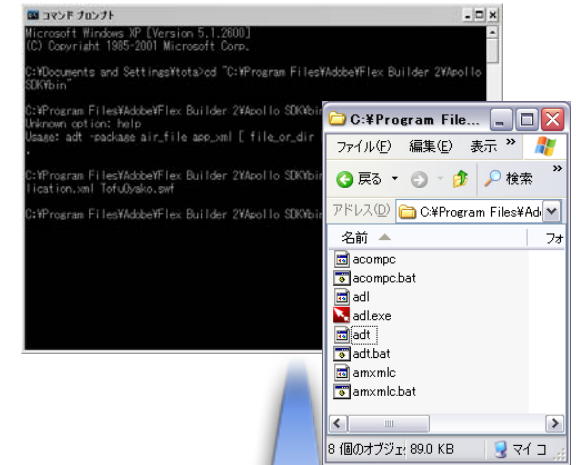 コマンド プロンプト
Microsoft Windows XP [Version 5.1.2600]
(C) Copyright 1985-2001 Microsoft Corp.
C:¥Documents and Settings¥tota>cd "C:¥Program Files¥Adobe¥Flex Builder 2¥Apollo
SDK¥bin"
C:¥Program Files¥Adobe¥Flex Builder 2¥Apollo SDK¥bin
Unknown option: help
Usage: adt -package air_file app_xml [ file_or_dir
.
C:¥Program Files¥Adobe¥Flex Builder 2¥Apollo SDK¥bin
lication.xml TofuOyako.swf
C:¥Program Files¥Adobe¥Flex Builder 2¥Apollo SDK¥bin
C:¥Program File...
ファイル(F) 編集(E) 表示 »
戻る 検索 »
アドレス(D) C:¥Program Files¥Ad
名前 フォ
acompc
acompc.bat
adl
adl.exe
adt
adt.bat
amxmlc
amxmlc.bat
8 個のオブジェ: 89.0 KB マイ コ